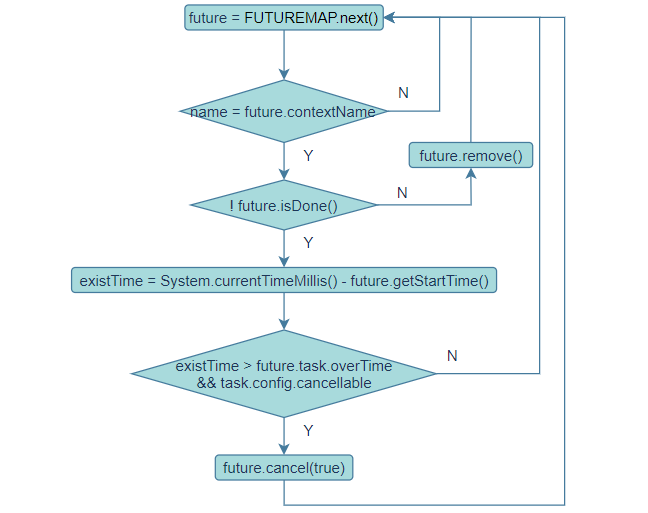 future = FUTUREMAP.next()
name = future.contextName
N
Y
future.remove()
! future.isDone()
N
Y
existTime = System.currentTimeMillis() - future.getStartTime()
existTime > future.task.overTime
&& task.config.cancellable
N
Y
future.cancel(true)